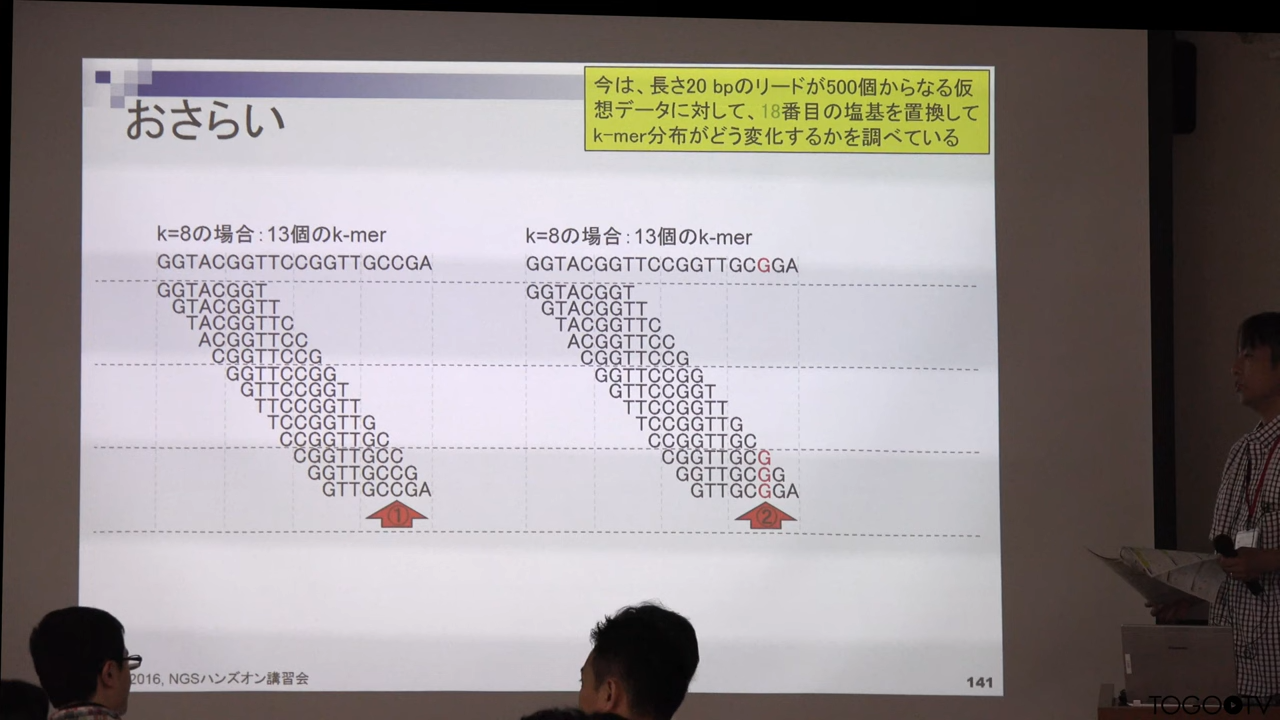 おさらい
今は、長さ20 bpのリードが500個からなる仮
想データに対して、18番目の塩基を置換して
k-mer分布がどう変化するかを調べている
k=8の場合：13個のk-mer
GGTACGGTTCCGGTTGCCGA
GGTACGGT
GTACGGTT
TACGGTTC
ACGGTTCC
CGGTTCCG
GGTTCCGG
GTTCCGGT
TTCCGGTT
TCCGGTTG
CCGGTTGC
CGGTTGCC
GGTTGCCG
GTTGCCGA
①
k=8の場合：13個のk-mer
GGTACGGTTCCGGTTGCGGA
GGTACGGT
GTACGGTT
TACGGTTC
ACGGTTCC
CGGTTCCG
GGTTCCGG
GTTCCGGT
TTCCGGTT
TCCGGTTG
CCGGTTGC
CGGTTGCG
GGTTGCGG
GTTGCGGA
②
2016, NGSハンズオン講習会
141
TOGOTV